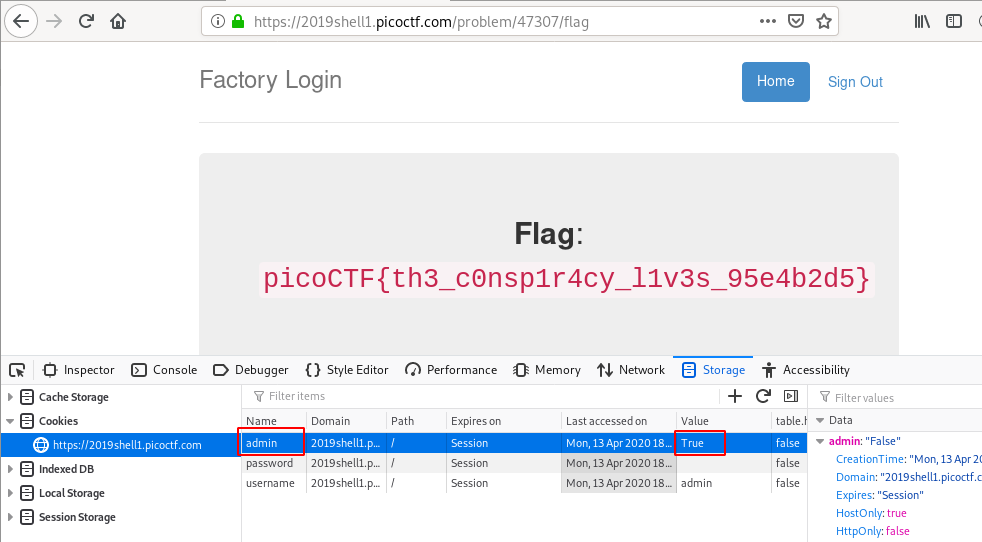 https://2019shell1.picoctf.com/problem/47307/flag
Factory Login
Home
Sign Out
Flag:
picoCTF{th3_c0nsp1r4cy_l1v3s_95e4b2d5}
Inspector Console Debugger Style Editor Performance Memory Network Storage Accessibility
Cache Storage
Cookies
https://2019shell1.picoctf.com
Indexed DB
Local Storage
Session Storage
Filter items
Name Domain Path Expires on Last accessed on Value table.h
admin 2019shell1.p... / Session Mon, 13 Apr 2020 18... True false
password 2019shell1.p... / Session Mon, 13 Apr 2020 18... false
username 2019shell1.p... / Session Mon, 13 Apr 2020 18... admin false
Filter values
Data
admin: "False"
CreationTime: "Mon, 13 Apr 20
Domain: "2019shell1.picoctf.c
Expires: "Session"
HostOnly: true
HttpOnly: false